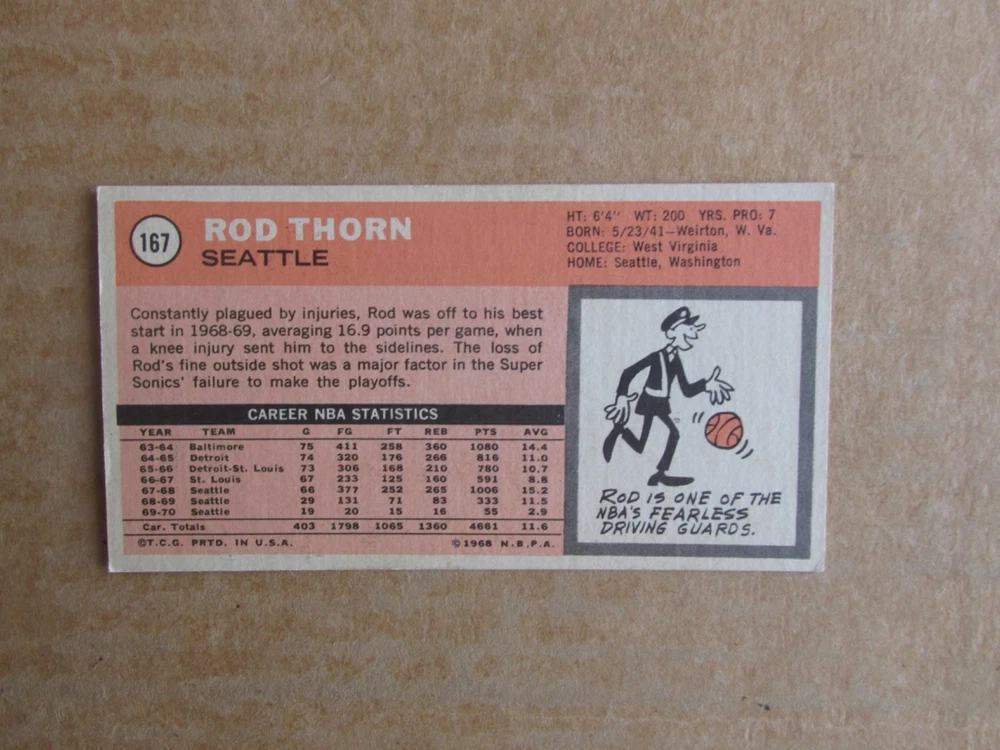 167
ROD THORN
SEATTLE
HT: 6'4" WT: 200 YRS. PRO: 7
BORN: 5/23/41—Weirton, W. Va.
COLLEGE: West Virginia
HOME: Seattle, Washington
Constantly plagued by injuries, Rod was off to his best
start in 1968-69, averaging 16.9 points per game, when
a knee injury sent him to the sidelines. The loss of
Rod's fine outside shot was a major factor in the Super
Sonics' failure to make the playoffs.
CAREER NBA STATISTICS
YEAR TEAM G FG FT REB PTS AVG
63-64 Baltimore 75 411 258 360 1080 14.4
64-65 Detroit 74 320 176 266 816 11.0
65-66 Detroit-St. Louis 73 306 168 210 780 10.7
66-67 St. Louis 67 233 125 160 591 8.8
67-68 Seattle 66 377 252 265 1006 15.2
68-69 Seattle 29 131 71 83 333 11.5
69-70 Seattle 19 20 15 16 55 2.9
Car. Totals 403 1798 1065 1360 4661 11.6
©T.C.G. PRTD. IN U.S.A. ©1968 N.B.P.A.
ROD IS ONE OF THE
NBA'S FEARLESS
DRIVING GUARDS.